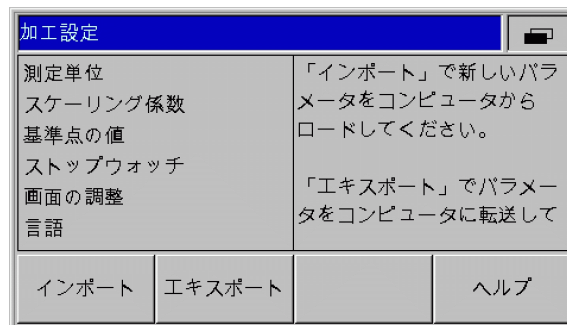 加工設定
測定単位
スケーリング係数
基準点の値
ストップウォッチ
画面の調整
言語
「インポート」で新しいパラ
メータをコンピュータから
ロードしてください。
「エキスポート」でパラメー
タをコンピュータに転送して
インポート
エキスポート
ヘルプ